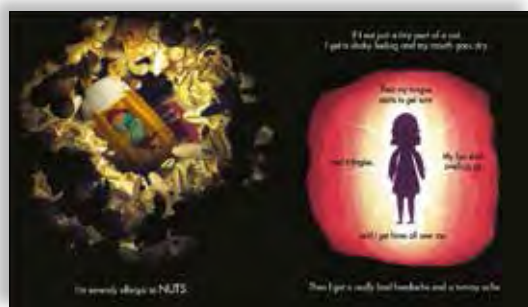 I'm severely allergic to NUTS.
If I eat just a tiny part of a nut,
I get a shaky feeling and my mouth goes dry.
Then my tongue
starts to get sore
and it tingles.
My lips start
swelling up
and I get hives all over me.
Then I get a really bad headache and a tummy ache.